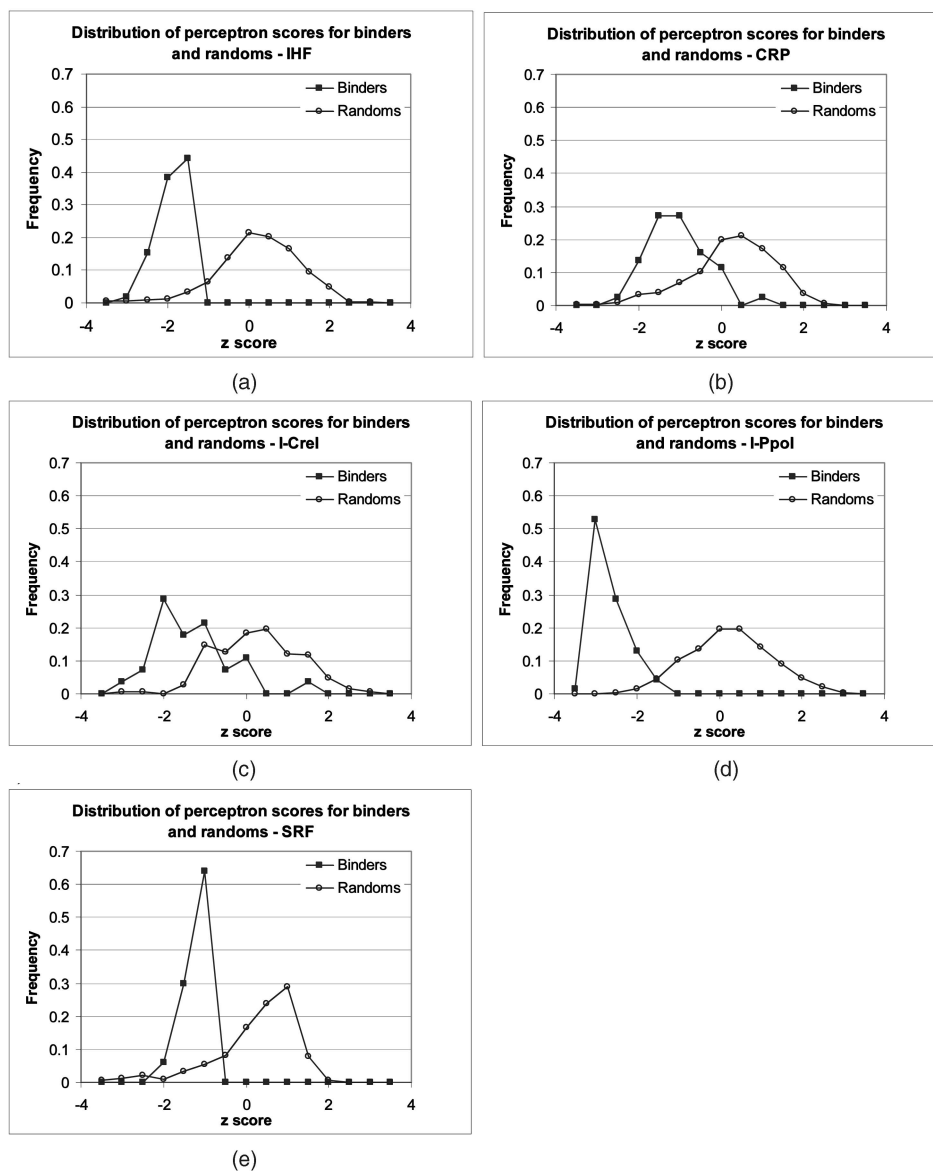 Distribution of perceptron scores for binders
and randoms - IHF
0.7
0.6
0.5
0.4
0.3
0.2
0.1
0
Frequency
Binders
Randoms
-4 -2 0 2 4
z score
(a)
Distribution of perceptron scores for binders
and randoms - CRP
0.7
0.6
0.5
0.4
0.3
0.2
0.1
0
Frequency
Binders
Randoms
-4 -2 0 2 4
z score
(b)
Distribution of perceptron scores for binders
and randoms - I-CreI
0.7
0.6
0.5
0.4
0.3
0.2
0.1
0
Frequency
Binders
Randoms
-4 -2 0 2 4
z score
(c)
Distribution of perceptron scores for binders
and randoms - I-PpoI
0.7
0.6
0.5
0.4
0.3
0.2
0.1
0
Frequency
Binders
Randoms
-4 -2 0 2 4
z score
(d)
Distribution of perceptron scores for binders
and randoms - SRF
0.7
0.6
0.5
0.4
0.3
0.2
0.1
0
Frequency
Binders
Randoms
-4 -2 0 2 4
z score
(e)